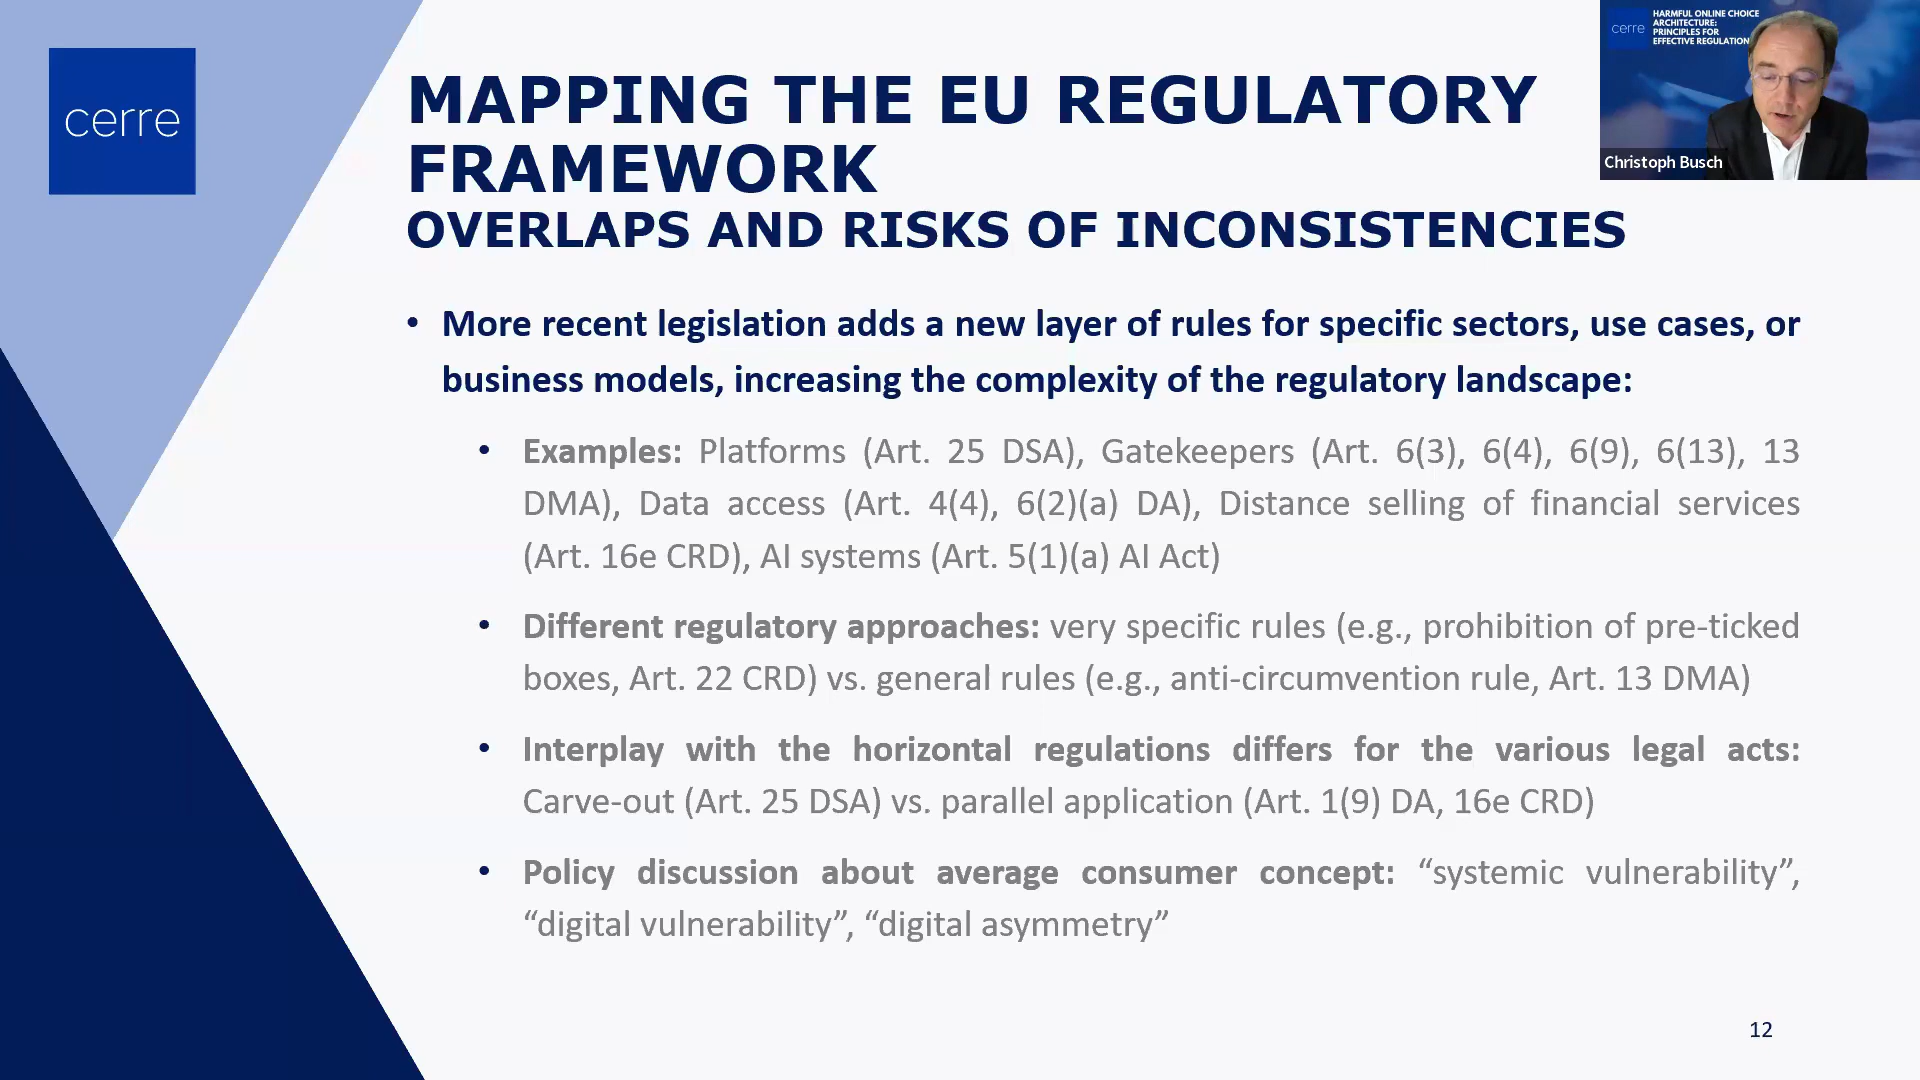 cerre
MAPPING THE EU REGULATORY
FRAMEWORK
OVERLAPS AND RISKS OF INCONSISTENCIES
• More recent legislation adds a new layer of rules for specific sectors, use cases, or
business models, increasing the complexity of the regulatory landscape:
• Examples: Platforms (Art. 25 DSA), Gatekeepers (Art. 6(3), 6(4), 6(9), 6(13), 13
DMA), Data access (Art. 4(4), 6(2)(a) DA), Distance selling of financial services
(Art. 16e CRD), AI systems (Art. 5(1)(a) AI Act)
• Different regulatory approaches: very specific rules (e.g., prohibition of pre-ticked
boxes, Art. 22 CRD) vs. general rules (e.g., anti-circumvention rule, Art. 13 DMA)
• Interplay with the horizontal regulations differs for the various legal acts:
Carve-out (Art. 25 DSA) vs. parallel application (Art. 1(9) DA, 16e CRD)
• Policy discussion about average consumer concept: “systemic vulnerability”,
“digital vulnerability”, “digital asymmetry”
12
cerre
HARMFUL ONLINE CHOICE
ARCHITECTURE:
PRINCIPLES FOR
EFFECTIVE REGULATION
Christoph Busch